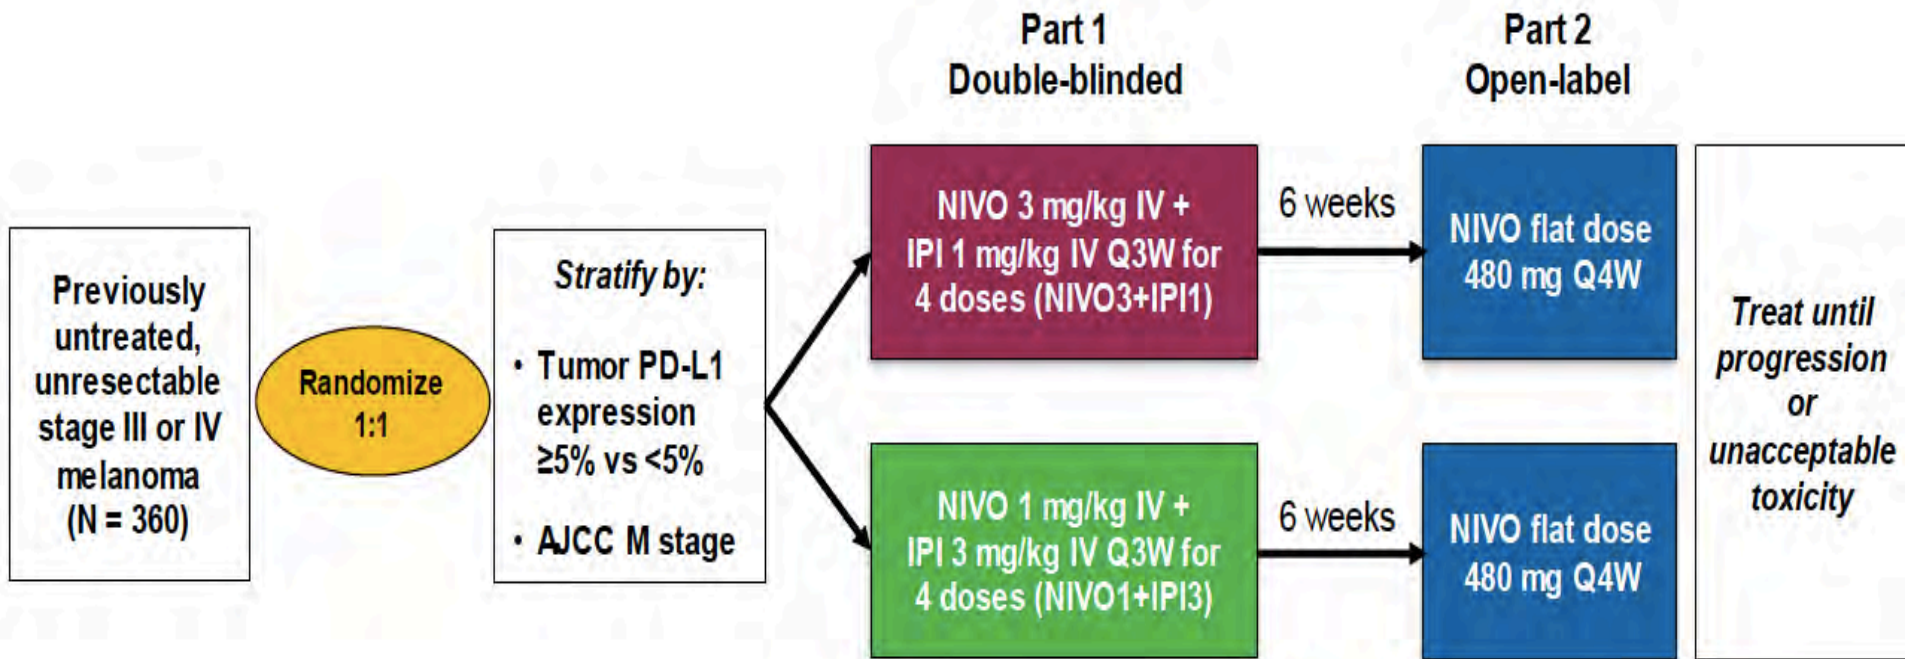 Previously
untreated,
unresectable
stage III or IV
melanoma
(N = 360)
Randomize
1:1
Stratify by:
• Tumor PD-L1
expression
≥5% vs <5%
• AJCC M stage
Part 1
Double-blinded
NIVO 3 mg/kg IV +
IPI 1 mg/kg IV Q3W for
4 doses (NIVO3+IPI1)
6 weeks
NIVO 1 mg/kg IV +
IPI 3 mg/kg IV Q3W for
4 doses (NIVO1+IPI3)
6 weeks
Part 2
Open-label
NIVO flat dose
480 mg Q4W
NIVO flat dose
480 mg Q4W
Treat until
progression
or
unacceptable
toxicity